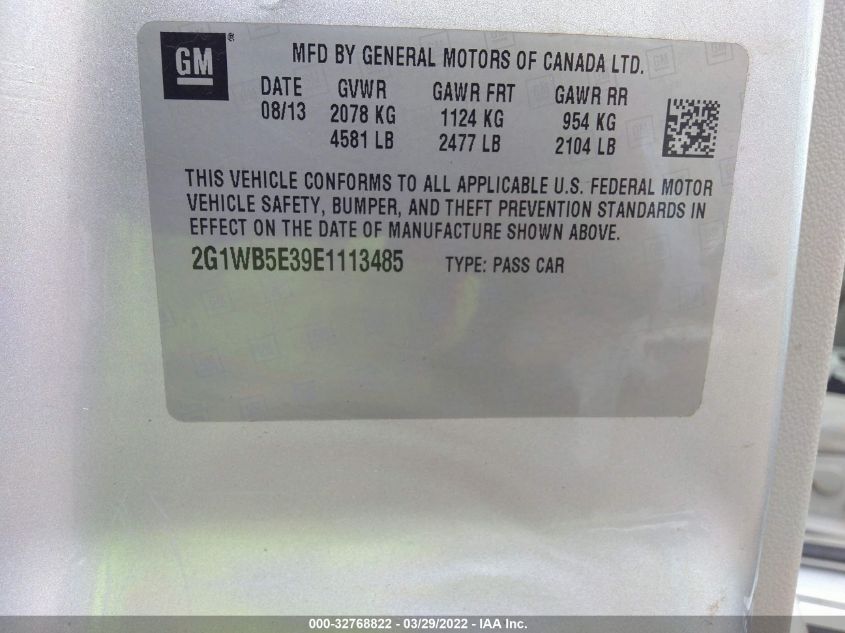 GM
MFD BY GENERAL MOTORS OF CANADA LTD.
DATE GVWR GAWR FRT GAWR RR
08/13 2078 KG 1124 KG 954 KG
4581 LB 2477 LB 2104 LB
THIS VEHICLE CONFORMS TO ALL APPLICABLE U.S. FEDERAL MOTOR
VEHICLE SAFETY, BUMPER, AND THEFT PREVENTION STANDARDS IN
EFFECT ON THE DATE OF MANUFACTURE SHOWN ABOVE.
2G1WB5E39E1113485 TYPE: PASS CAR
000-32768822 / 03/29/2022 - IAA Inc.